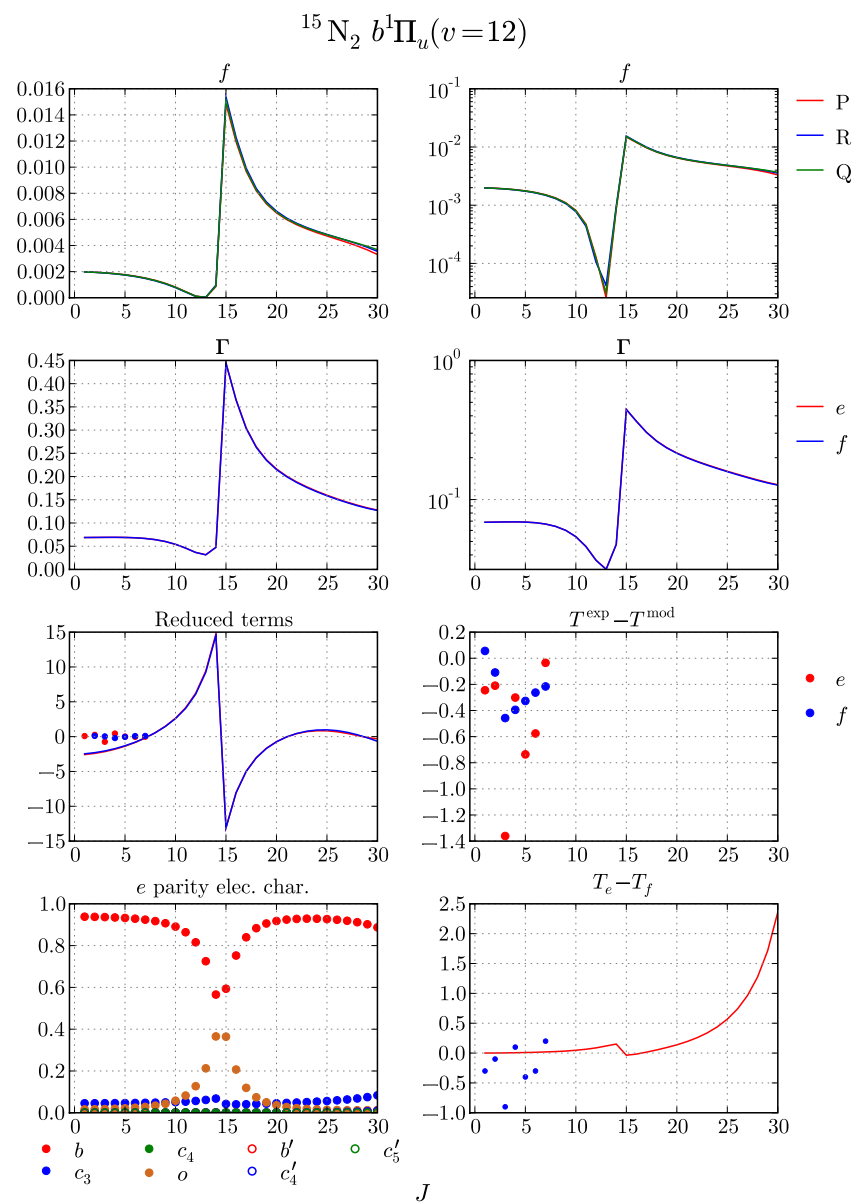 ¹⁵N₂ b¹Πᵤ(v=12)
f
f
0.016
0.014
0.012
0.010
0.008
0.006
0.004
0.002
0.000
0 5 10 15 20 25 30
10⁻¹
10⁻²
10⁻³
10⁻⁴
0 5 10 15 20 25 30
P
R
Q
Γ
Γ
0.45
0.40
0.35
0.30
0.25
0.20
0.15
0.10
0.05
0.00
0 5 10 15 20 25 30
10⁰
10⁻¹
0 5 10 15 20 25 30
e
f
Reduced terms
T^exp−T^mod
15
10
5
0
−5
−10
−15
0 5 10 15 20 25 30
0.2
0.0
−0.2
−0.4
−0.6
−0.8
−1.0
−1.2
−1.4
0 5 10 15 20 25 30
e
f
e parity elec. char.
T_e−T_f
1.0
0.8
0.6
0.4
0.2
0.0
0 5 10 15 20 25 30
2.5
2.0
1.5
1.0
0.5
0.0
−0.5
−1.0
0 5 10 15 20 25 30
b c₄ b′ c′₅
c₃ o c′₄
J